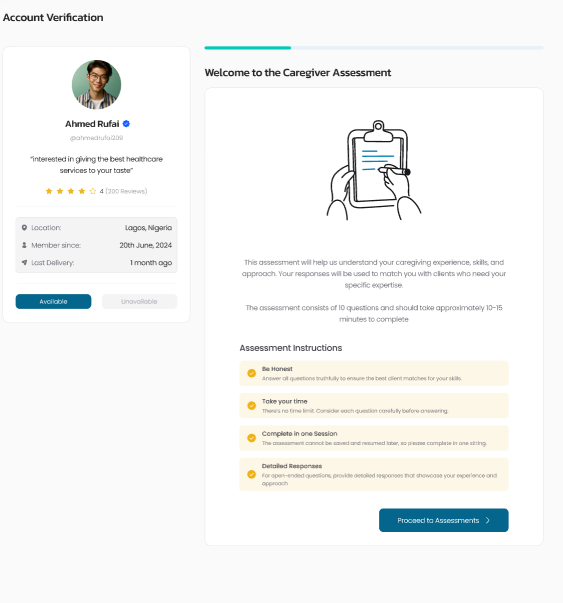 Account Verification
Ahmed Rufai
@ahmedrufai209
"interested in giving the best healthcare
services to your taste"
4 (200 Reviews)
Location: Lagos, Nigeria
Member since: 20th June, 2024
Last Delivery: 1 month ago
Available Unavailable
Welcome to the Caregiver Assessment
This assessment will help us understand your caregiving experience, skills, and
approach. Your responses will be used to match you with clients who need your
specific expertise.
The assessment consists of 10 questions and should take approximately 10-15
minutes to complete
Assessment Instructions
Be Honest
Answer all questions truthfully to ensure the best client matches for your skills.
Take your time
There's no time limit. Consider each question carefully before answering.
Complete in one Session
The assessment cannot be saved and resumed later, so please complete in one sitting.
Detailed Responses
For open-ended questions, provide detailed responses that showcase your experience and
approach
Proceed to Assessments